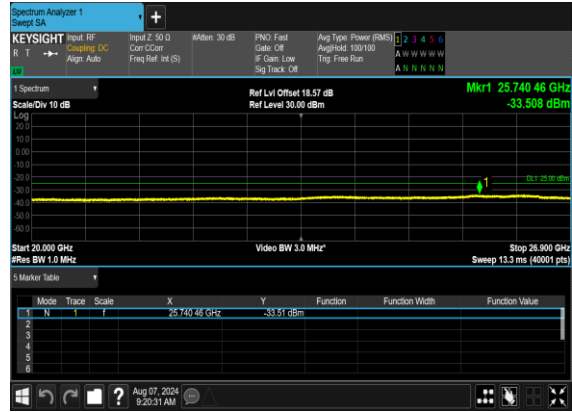 Spectrum Analyzer 1
Swept SA
+
KEYSIGHT Input: RF Input Z: 50 Ω #Atten: 30 dB PNO: Fast Avg Type: Power (RMS) 1 2 3 4 5 6
R T Coupling: DC Corr CCorr Gate: Off Avg|Hold: 100/100 A W W W W W
Align: Auto Freq Ref: Int (S) IF Gain: Low Trig: Free Run
Sig Track: Off A N N N N N
1 Spectrum
Ref Lvl Offset 18.57 dB Mkr1 25.740 46 GHz
Scale/Div 10 dB Ref Level 30.00 dBm -33.508 dBm
Log
20.0
10.0
0.00
-10.0
-20.0
DL1 -25.00 dBm
1
-30.0
-40.0
-50.0
-60.0
Start 20.000 GHz Video BW 3.0 MHz* Stop 26.900 GHz
#Res BW 1.0 MHz Sweep 13.3 ms (40001 pts)
5 Marker Table
Mode Trace Scale X Y Function Function Width Function Value
1 N 1 f 25.740 46 GHz -33.51 dBm
2
3
4
5
6
? Aug 07, 2024
9:20:31 AM